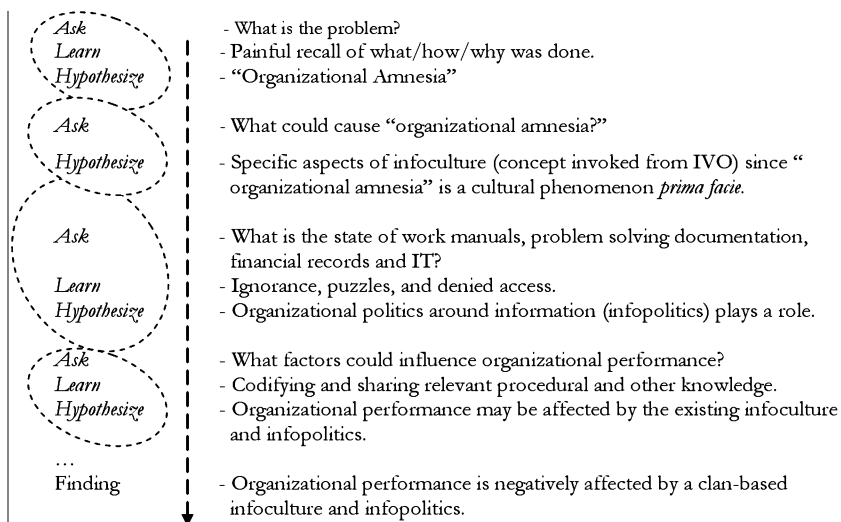 Ask - What is the problem?
Learn - Painful recall of what/how/why was done.
Hypothesize - “Organizational Amnesia”
Ask - What could cause “organizational amnesia?”
Hypothesize - Specific aspects of infoculture (concept invoked from IVO) since “
organizational amnesia” is a cultural phenomenon prima facie.
Ask - What is the state of work manuals, problem solving documentation,
financial records and IT?
Learn - Ignorance, puzzles, and denied access.
Hypothesize - Organizational politics around information (infopolitics) plays a role.
Ask - What factors could influence organizational performance?
Learn - Codifying and sharing relevant procedural and other knowledge.
Hypothesize - Organizational performance may be affected by the existing infoculture
and infopolitics.
…
Finding - Organizational performance is negatively affected by a clan-based
infoculture and infopolitics.